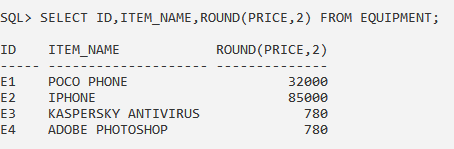 SQL> SELECT ID,ITEM_NAME,ROUND(PRICE,2) FROM EQUIPMENT;
ID    ITEM_NAME            ROUND(PRICE,2)
----- -------------------- --------------
E1    POCO PHONE                    32000
E2    IPHONE                        85000
E3    KASPERSKY ANTIVIRUS             780
E4    ADOBE PHOTOSHOP                 780